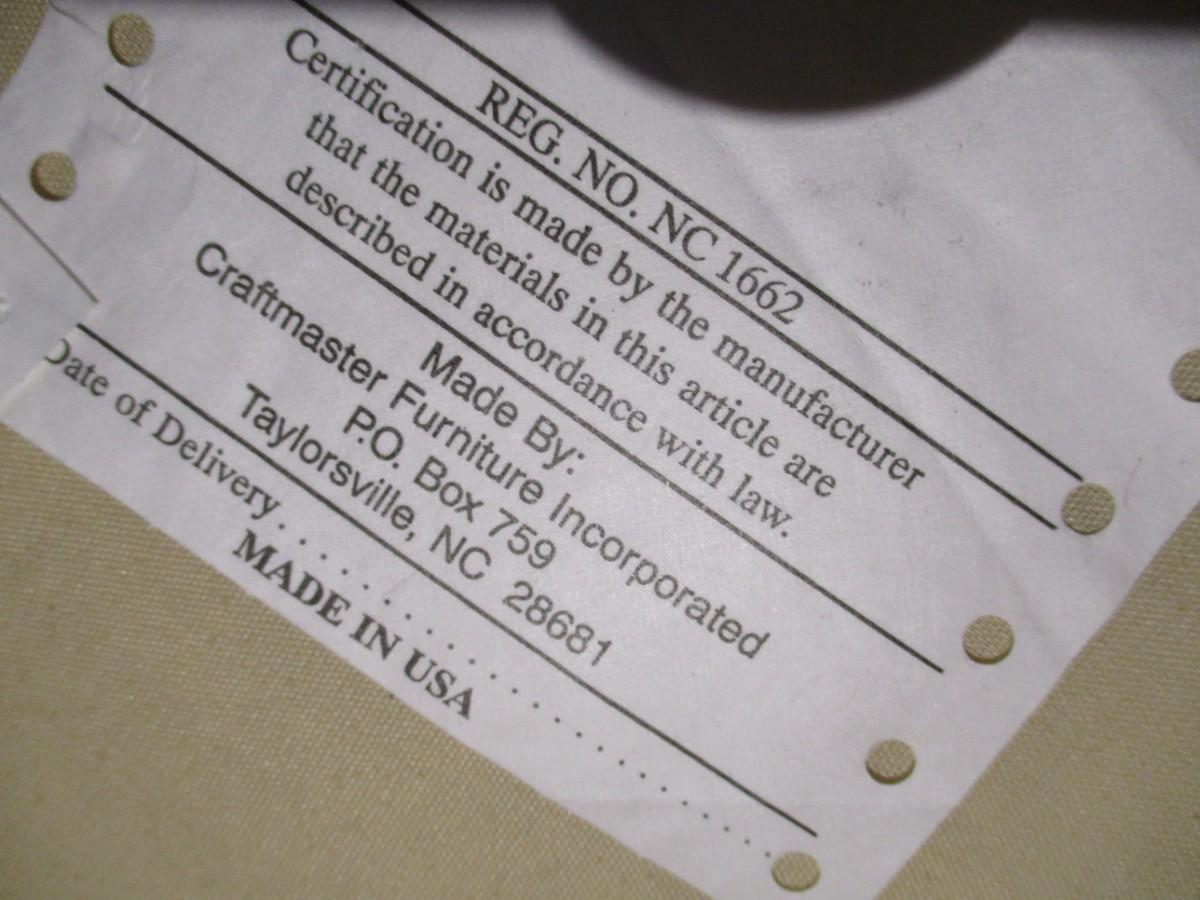 REG. NO. NC 1662
Certification is made by the manufacturer
that the materials in this article are
described in accordance with law.
Made By:
Craftmaster Furniture Incorporated
P.O. Box 759
Taylorsville, NC 28681
Date of Delivery. . . . . . . . . . . . . . . . . . . . . . . .
MADE IN USA